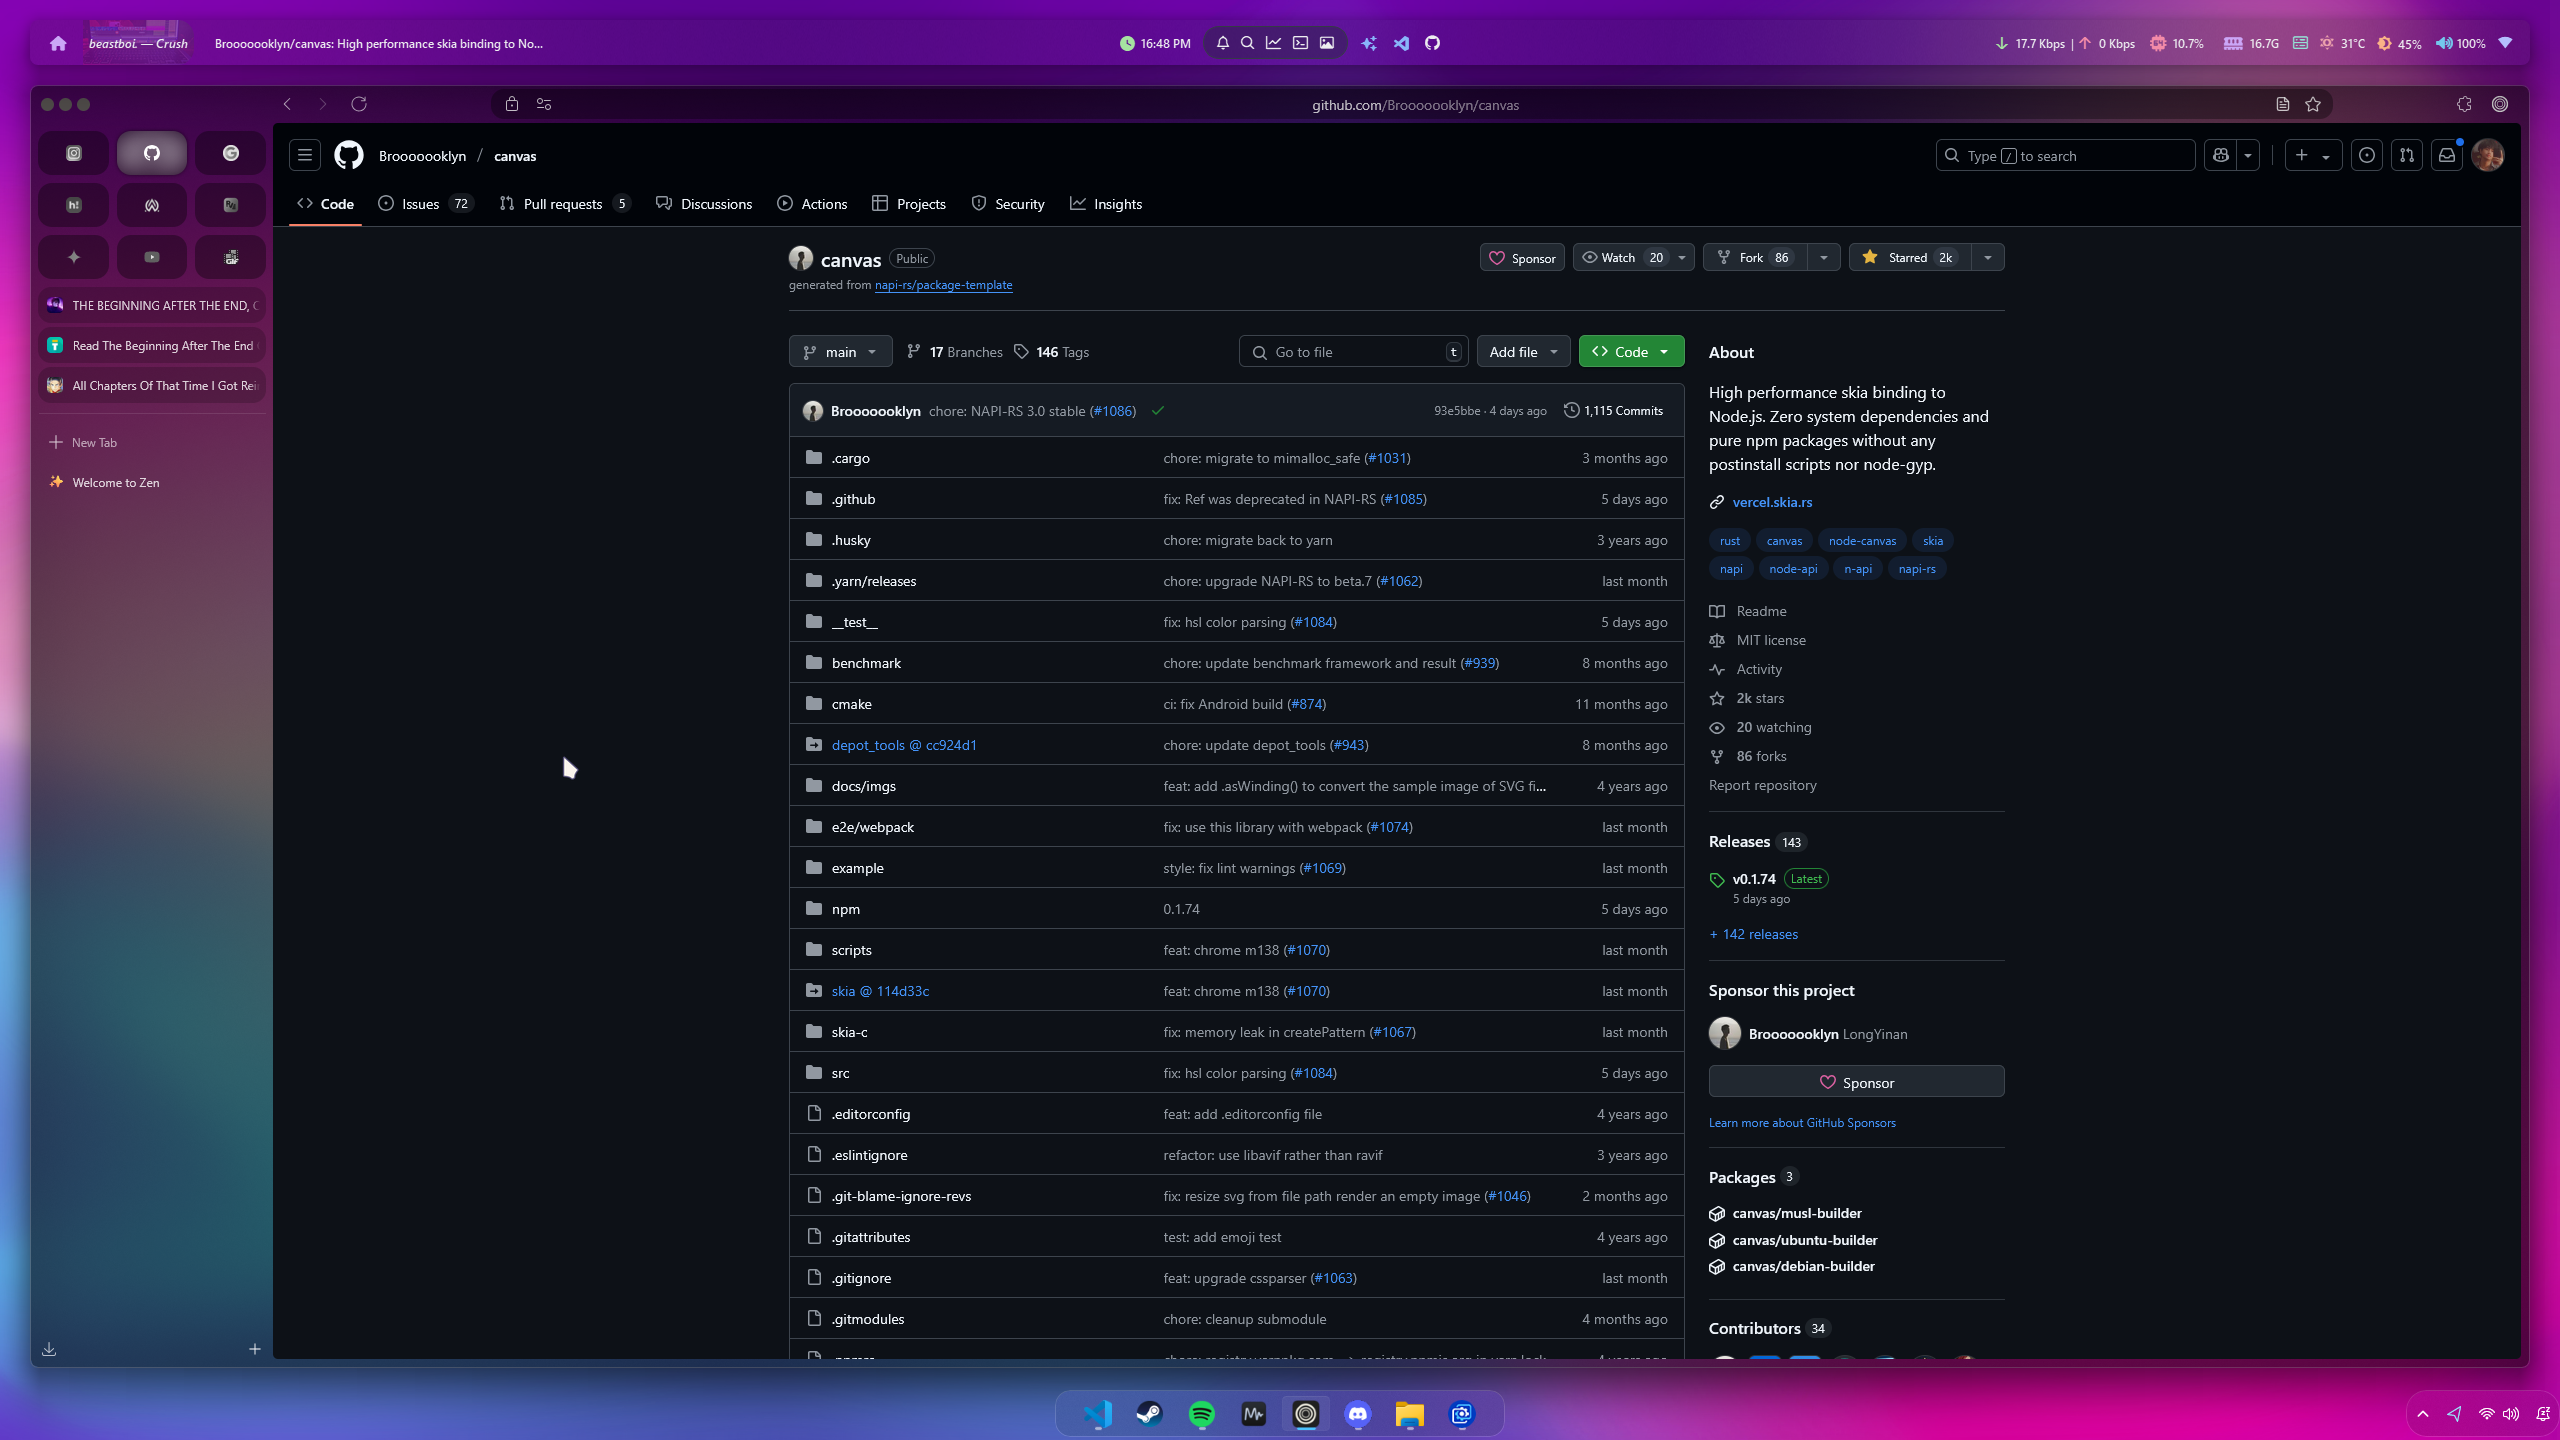 beastboi. — Crush
Brooooooklyn/canvas: High performance skia binding to No...
16:48 PM
17.7 Kbps | 0 Kbps
10.7%
16.7G
31°C
45%
100%
github.com/Brooooooklyn/canvas
Brooooooklyn / canvas
Type / to search
Code
Issues 72
Pull requests 5
Discussions
Actions
Projects
Security
Insights
THE BEGINNING AFTER THE END, C
Read The Beginning After The End
All Chapters Of That Time I Got Rei
New Tab
Welcome to Zen
canvas Public
generated from napi-rs/package-template
Sponsor
Watch 20
Fork 86
Starred 2k
main
17 Branches
146 Tags
Go to file t
Add file
Code
Brooooooklyn chore: NAPI-RS 3.0 stable (#1086) 93e5bbe · 4 days ago 1,115 Commits
.cargo chore: migrate to mimalloc_safe (#1031) 3 months ago
.github fix: Ref was deprecated in NAPI-RS (#1085) 5 days ago
.husky chore: migrate back to yarn 3 years ago
.yarn/releases chore: upgrade NAPI-RS to beta.7 (#1062) last month
__test__ fix: hsl color parsing (#1084) 5 days ago
benchmark chore: update benchmark framework and result (#939) 8 months ago
cmake ci: fix Android build (#874) 11 months ago
depot_tools @ cc924d1 chore: update depot_tools (#943) 8 months ago
docs/imgs feat: add .asWinding() to convert the sample image of SVG fi... 4 years ago
e2e/webpack fix: use this library with webpack (#1074) last month
example style: fix lint warnings (#1069) last month
npm 0.1.74 5 days ago
scripts feat: chrome m138 (#1070) last month
skia @ 114d33c feat: chrome m138 (#1070) last month
skia-c fix: memory leak in createPattern (#1067) last month
src fix: hsl color parsing (#1084) 5 days ago
.editorconfig feat: add .editorconfig file 4 years ago
.eslintignore refactor: use libavif rather than ravif 3 years ago
.git-blame-ignore-revs fix: resize svg from file path render an empty image (#1046) 2 months ago
.gitattributes test: add emoji test 4 years ago
.gitignore feat: upgrade cssparser (#1063) last month
.gitmodules chore: cleanup submodule 4 months ago
About
High performance skia binding to
Node.js. Zero system dependencies and
pure npm packages without any
postinstall scripts nor node-gyp.
vercel.skia.rs
rust canvas node-canvas skia
napi node-api n-api napi-rs
Readme
MIT license
Activity
2k stars
20 watching
86 forks
Report repository
Releases 143
v0.1.74 Latest
5 days ago
+ 142 releases
Sponsor this project
Brooooooklyn LongYinan
Sponsor
Learn more about GitHub Sponsors
Packages 3
canvas/musl-builder
canvas/ubuntu-builder
canvas/debian-builder
Contributors 34